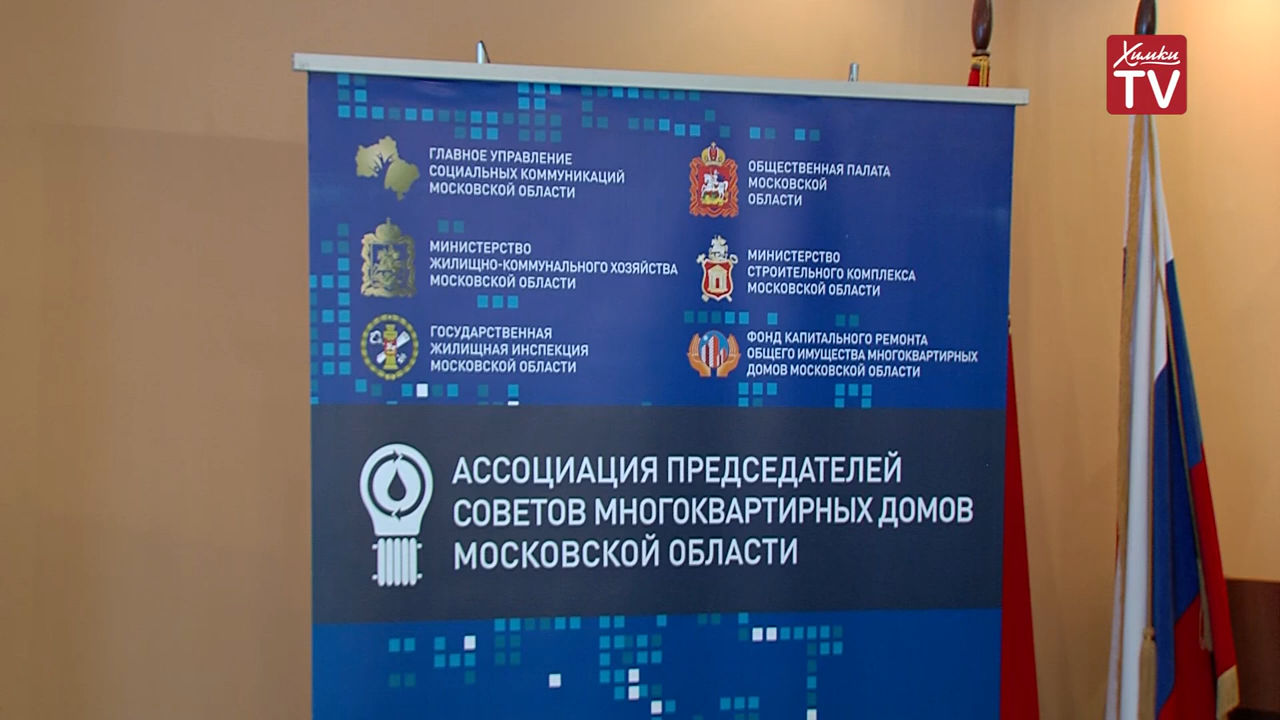 Химки
TV
ГЛАВНОЕ УПРАВЛЕНИЕ
СОЦИАЛЬНЫХ КОММУНИКАЦИЙ
МОСКОВСКОЙ ОБЛАСТИ
ОБЩЕСТВЕННАЯ ПАЛАТА
МОСКОВСКОЙ
ОБЛАСТИ
МИНИСТЕРСТВО
ЖИЛИЩНО-КОММУНАЛЬНОГО ХОЗЯЙСТВА
МОСКОВСКОЙ ОБЛАСТИ
МИНИСТЕРСТВО
СТРОИТЕЛЬНОГО КОМПЛЕКСА
МОСКОВСКОЙ ОБЛАСТИ
ГОСУДАРСТВЕННАЯ
ЖИЛИЩНАЯ ИНСПЕКЦИЯ
МОСКОВСКОЙ ОБЛАСТИ
ФОНД КАПИТАЛЬНОГО РЕМОНТА
ОБЩЕГО ИМУЩЕСТВА МНОГОКВАРТИРНЫХ
ДОМОВ МОСКОВСКОЙ ОБЛАСТИ
АССОЦИАЦИЯ ПРЕДСЕДАТЕЛЕЙ
СОВЕТОВ МНОГОКВАРТИРНЫХ ДОМОВ
МОСКОВСКОЙ ОБЛАСТИ